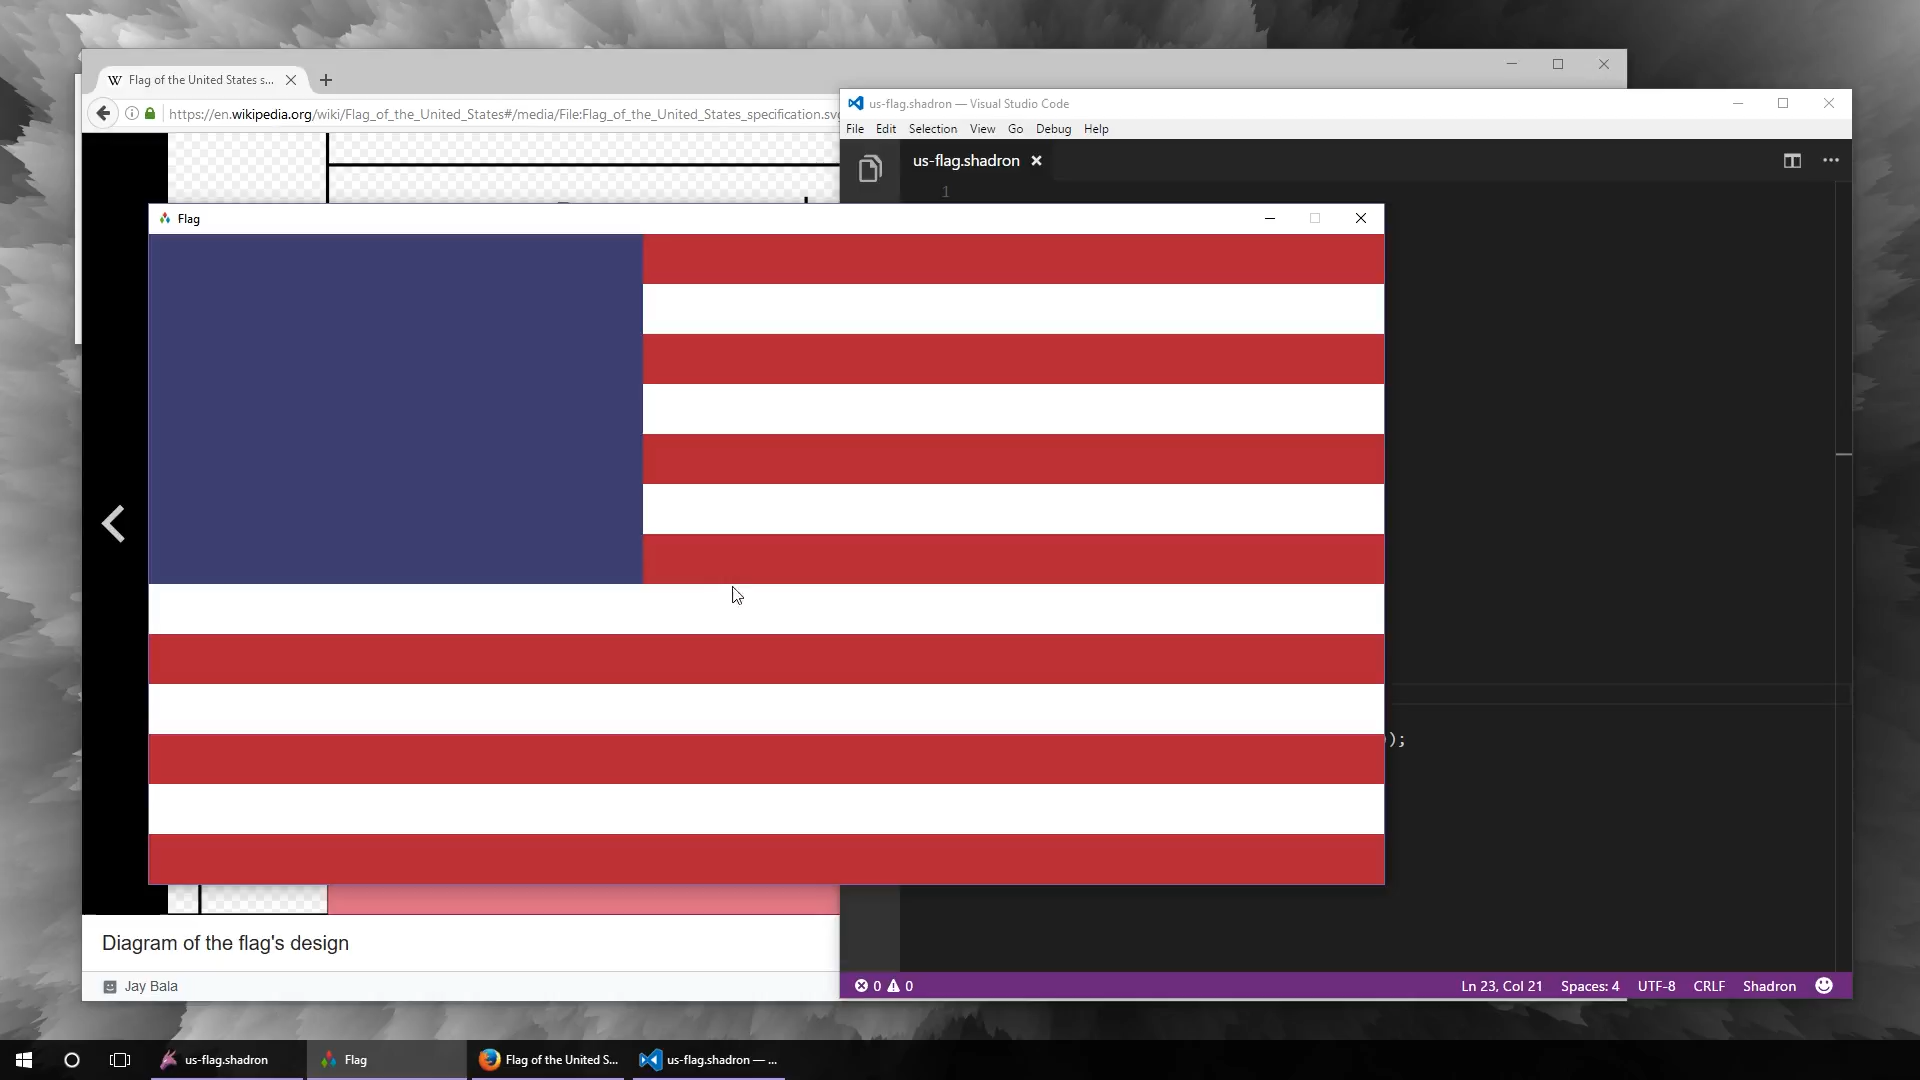 W Flag of the United States s...
https://en.wikipedia.org/wiki/Flag_of_the_United_States#/media/File:Flag_of_the_United_States_specification.svg
us-flag.shadron — Visual Studio Code
File Edit Selection View Go Debug Help
us-flag.shadron
1
Flag
);
Diagram of the flag's design
Jay Bala
0 0
Ln 23, Col 21 Spaces: 4 UTF-8 CRLF Shadron
us-flag.shadron
Flag
Flag of the United S...
us-flag.shadron — ...